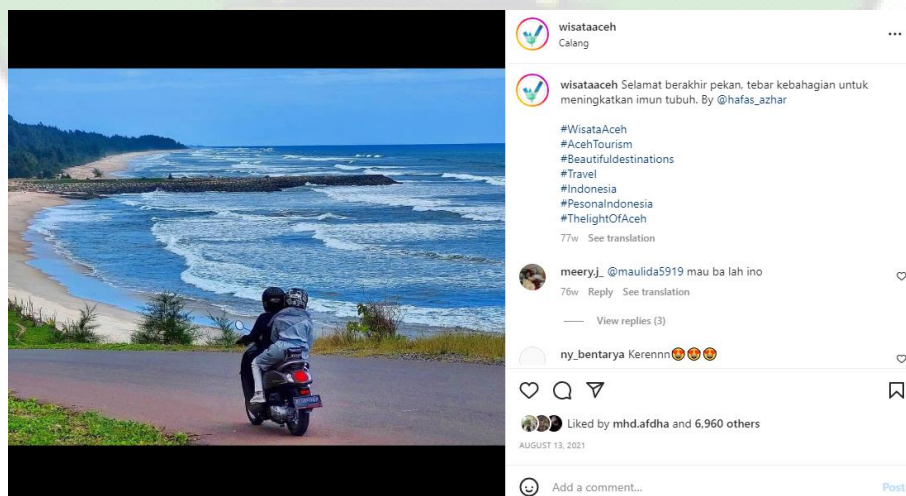 wisataaceh
Calang
wisataaceh Selamat berakhir pekan, tebar kebahagian untuk
meningkatkan imun tubuh. By @hafas_azhar
#WisataAceh
#AcehTourism
#Beautifuldestinations
#Travel
#Indonesia
#PesonaIndonesia
#ThelightOfAceh
77w See translation
meery.j_ @maulida5919 mau ba lah ino
76w Reply See translation
View replies (3)
ny_bentarya Kerennn😍😍😍
Liked by mhd.afdha and 6,960 others
AUGUST 13, 2021
Add a comment...
Post